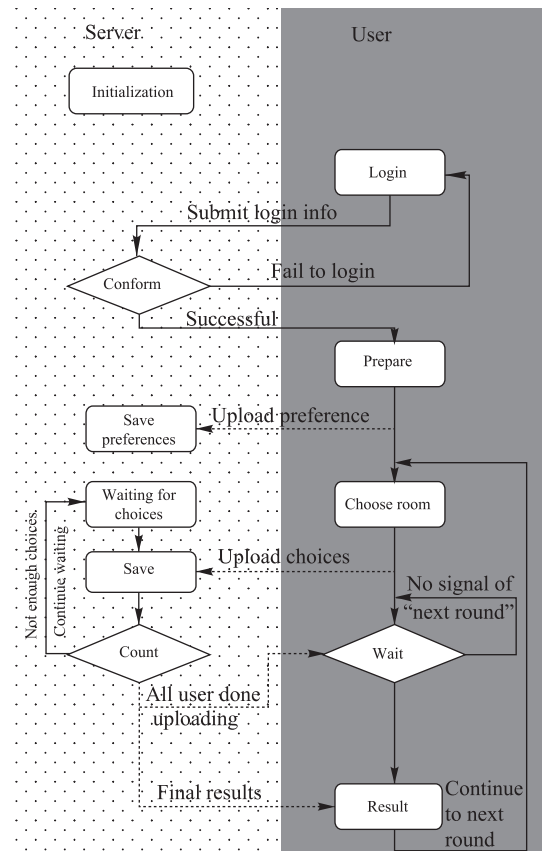 Server
User
Initialization
Login
Submit login info
Conform
Fail to login
Successful
Prepare
Upload preference
Save
preferences
Waiting for
choices
Choose room
Not enough choices.
Continue waiting
Save
Upload choices
No signal of
“next round”
Count
Wait
All user done
uploading
Final results
Result
Continue
to next
round